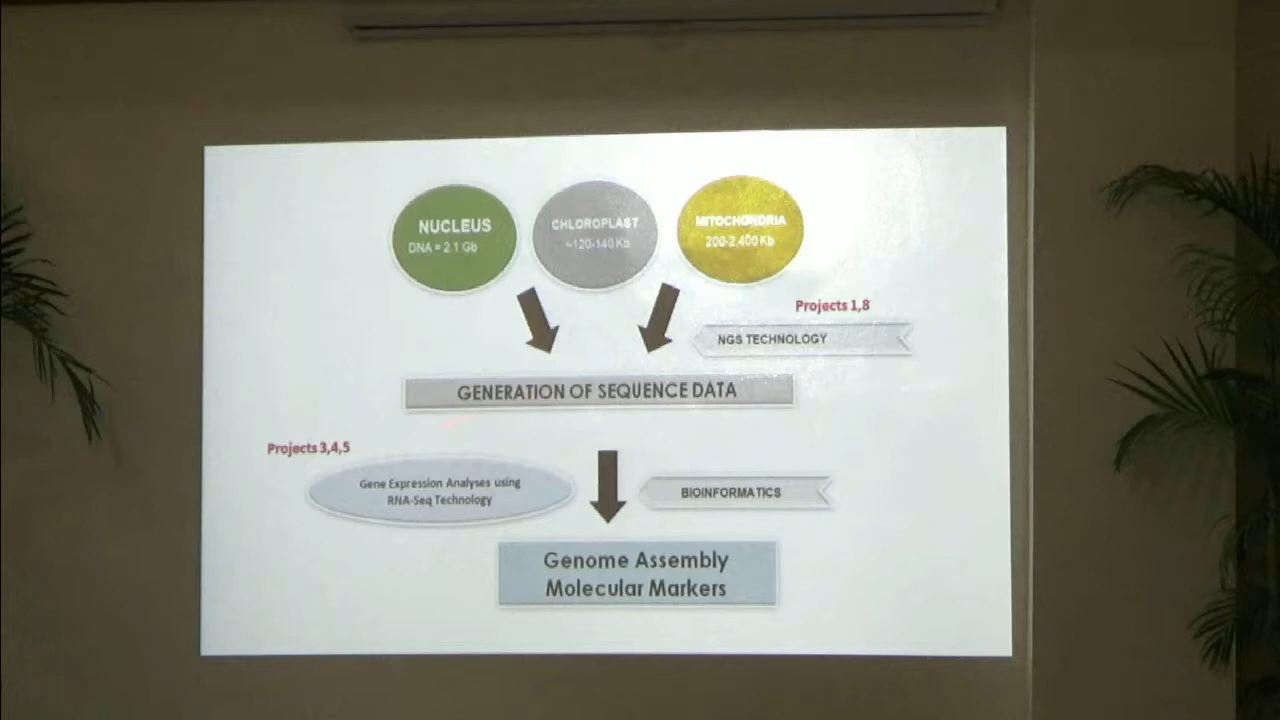 NUCLEUS
DNA = 2.1 Gb
CHLOROPLAST
~120-140 Kb
MITOCHONDRIA
200-2,400 Kb
Projects 1,8
NGS TECHNOLOGY
GENERATION OF SEQUENCE DATA
Projects 3,4,5
Gene Expression Analyses using
RNA-Seq Technology
BIOINFORMATICS
Genome Assembly
Molecular Markers